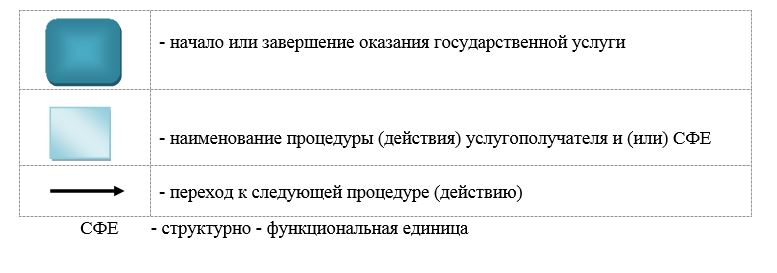 - начало или завершение оказания государственной услуги
- наименование процедуры (действия) услугополучателя и (или) СФЕ
- переход к следующей процедуре (действию)
СФЕ - структурно - функциональная единица